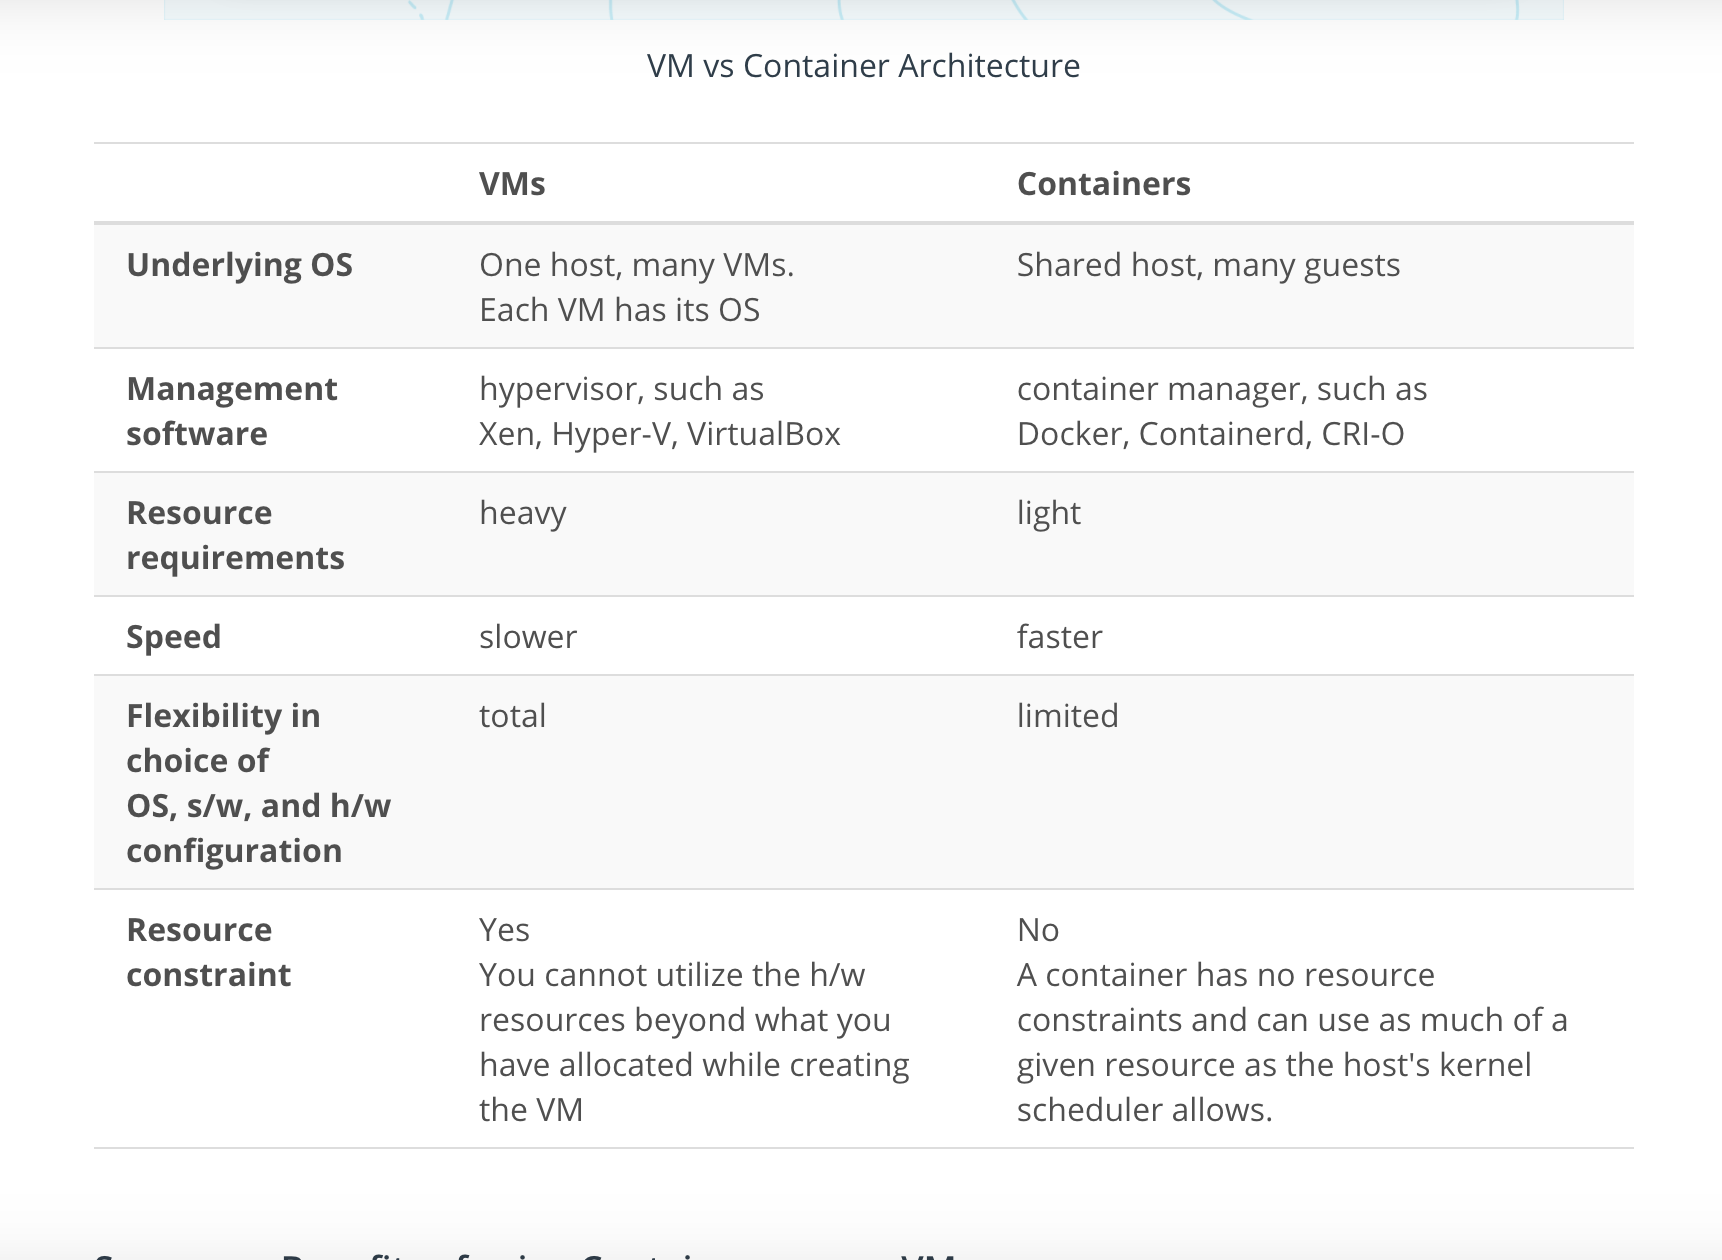 VM vs Container Architecture
VMs Containers
Underlying OS One host, many VMs. Shared host, many guests
Each VM has its OS
Management hypervisor, such as container manager, such as
software Xen, Hyper-V, VirtualBox Docker, Containerd, CRI-O
Resource heavy light
requirements
Speed slower faster
Flexibility in total limited
choice of
OS, s/w, and h/w
configuration
Resource Yes No
constraint You cannot utilize the h/w A container has no resource
resources beyond what you constraints and can use as much of a
have allocated while creating given resource as the host's kernel
the VM scheduler allows.